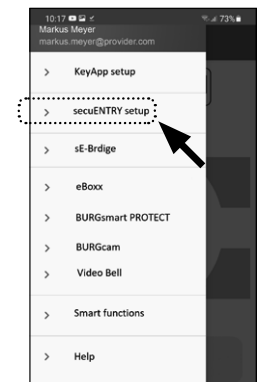 10:17
73%
Markus Meyer
markus.meyer@provider.com
KeyApp setup
secuENTRY setup
sE-Brdige
eBoxx
BURGsmart PROTECT
BURGcam
Video Bell
Smart functions
Help